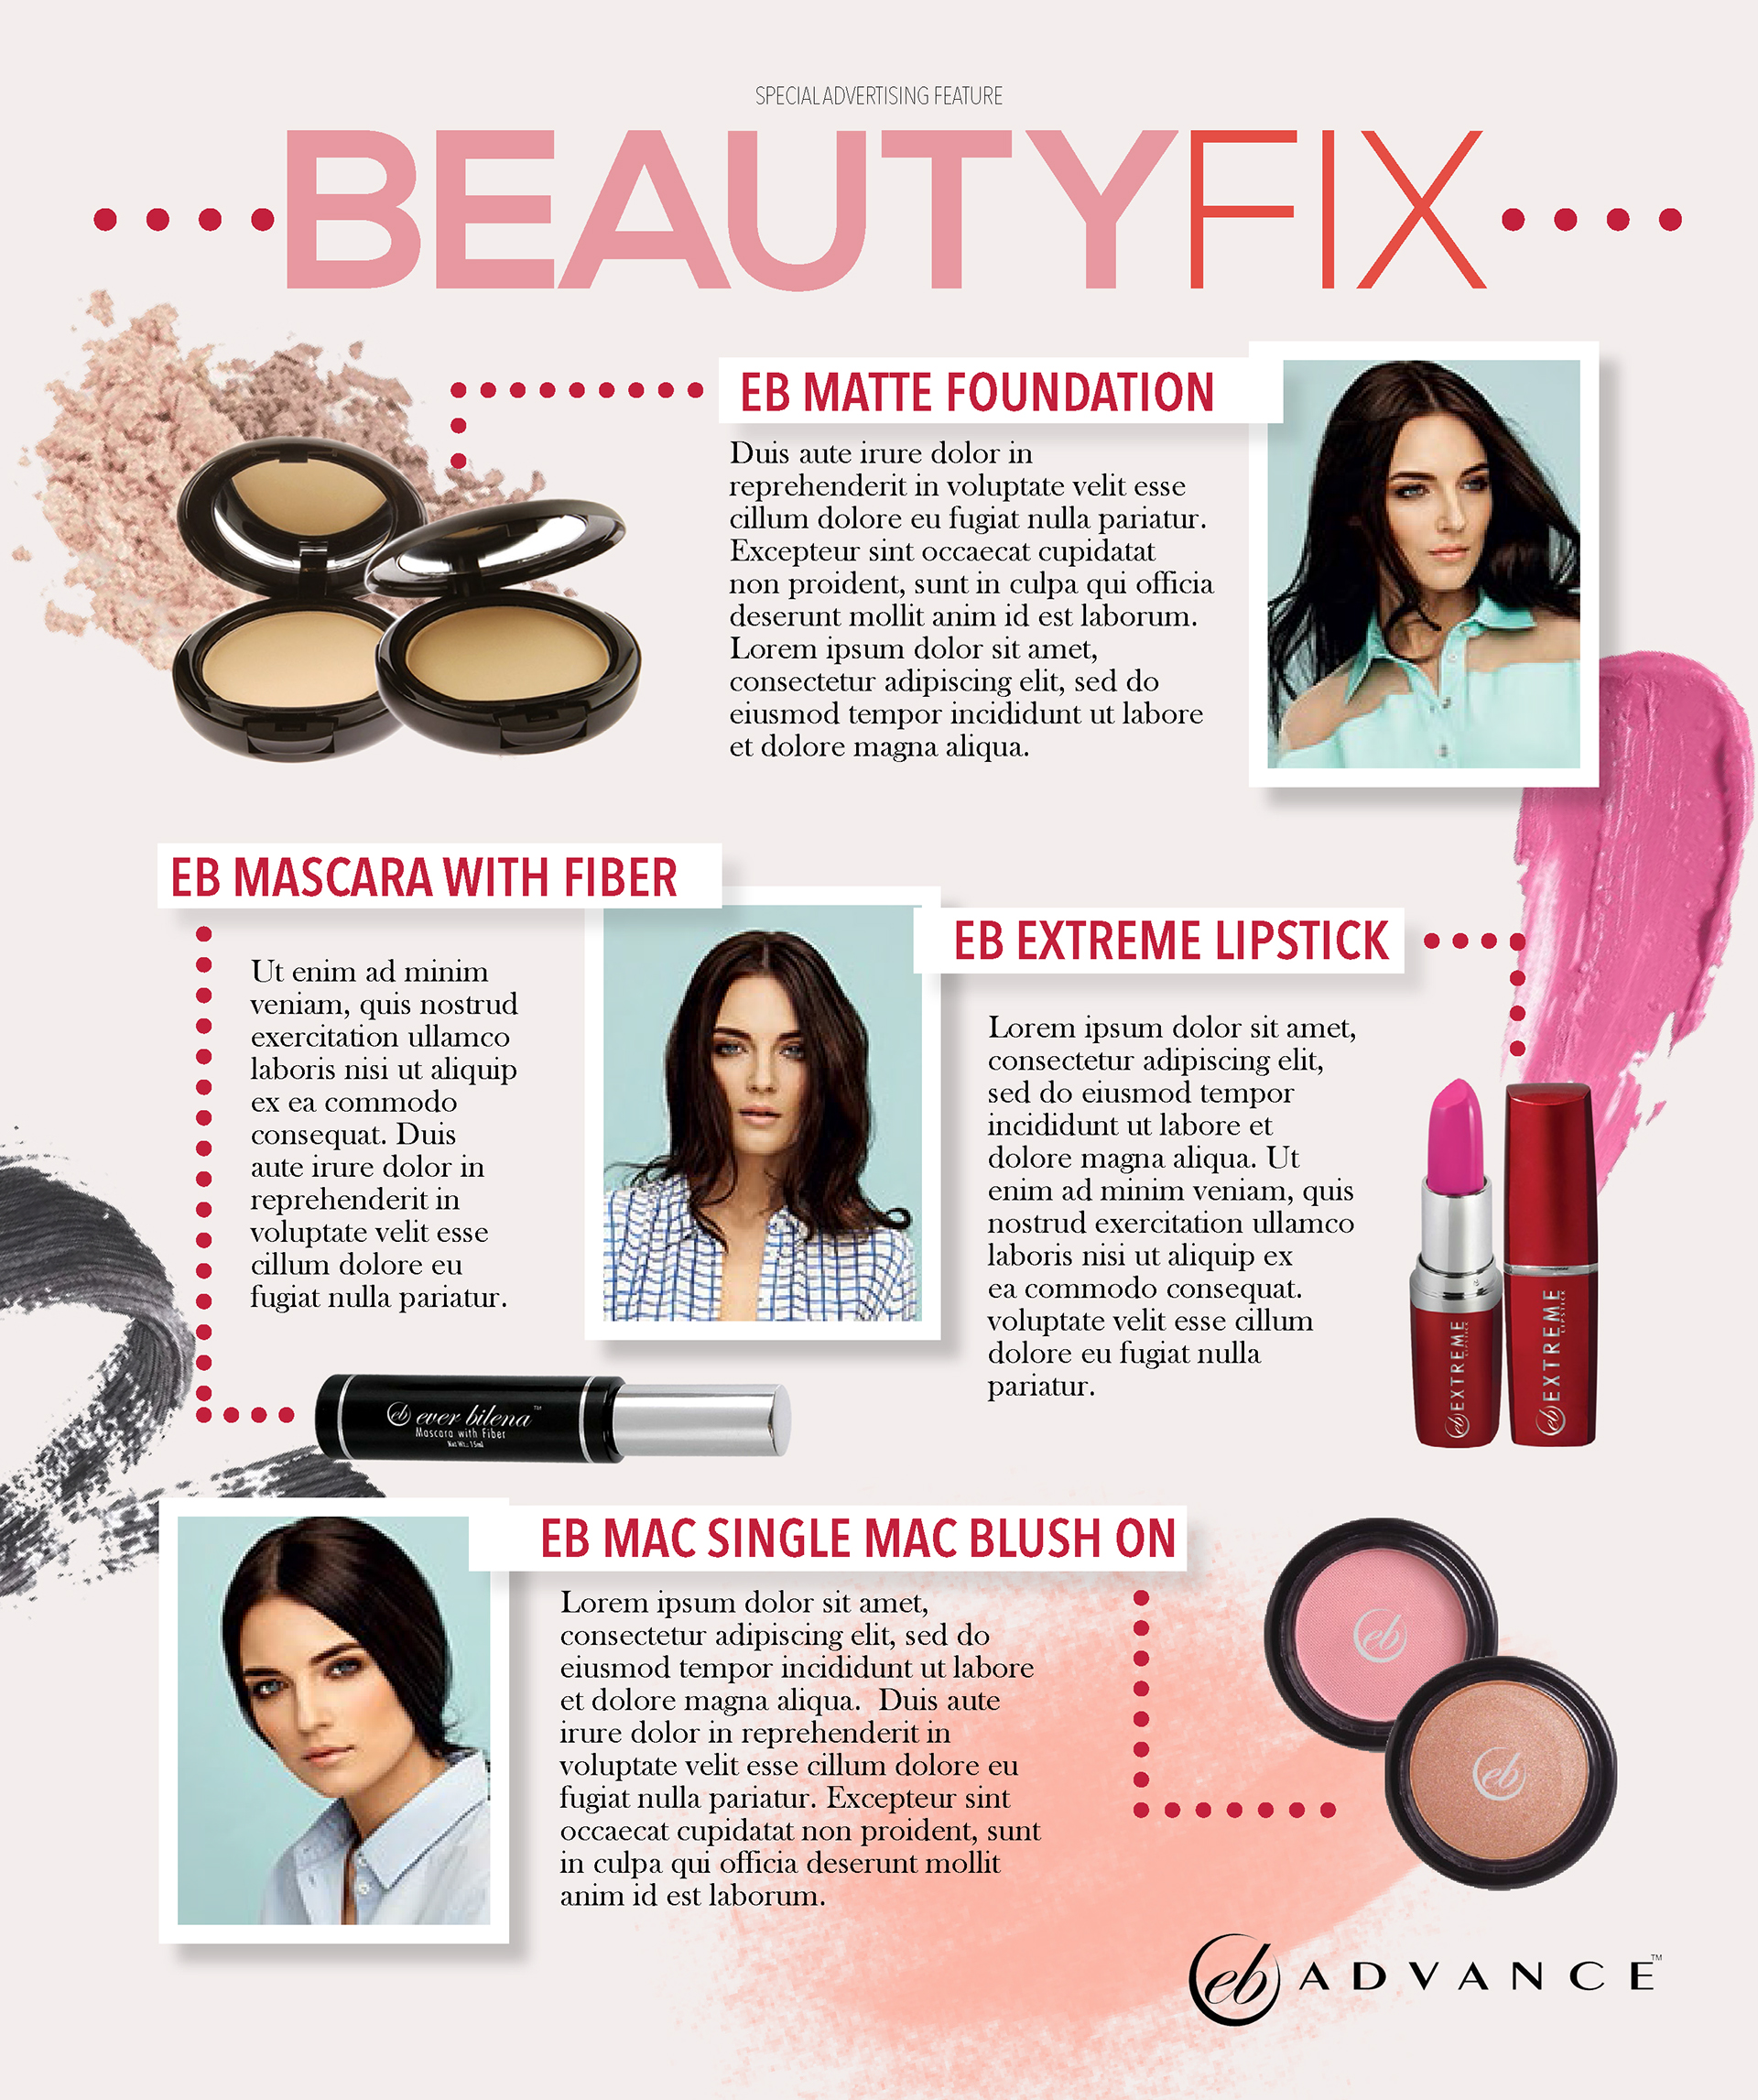 SPECIAL ADVERTISING FEATURE
BEAUTYFIX
EB MATTE FOUNDATION
Duis aute irure dolor in
reprehenderit in voluptate velit esse
cillum dolore eu fugiat nulla pariatur.
Excepteur sint occaecat cupidatat
non proident, sunt in culpa qui officia
deserunt mollit anim id est laborum.
Lorem ipsum dolor sit amet,
consectetur adipiscing elit, sed do
eiusmod tempor incididunt ut labore
et dolore magna aliqua.
EB MASCARA WITH FIBER
Ut enim ad minim
veniam, quis nostrud
exercitation ullamco
laboris nisi ut aliquip
ex ea commodo
consequat. Duis
aute irure dolor in
reprehenderit in
voluptate velit esse
cillum dolore eu
fugiat nulla pariatur.
eb ever bilena™
Mascara with Fiber
Net Wt.: 15ml
EB EXTREME LIPSTICK
Lorem ipsum dolor sit amet,
consectetur adipiscing elit,
sed do eiusmod tempor
incididunt ut labore et
dolore magna aliqua. Ut
enim ad minim veniam, quis
nostrud exercitation ullamco
laboris nisi ut aliquip ex
ea commodo consequat.
voluptate velit esse cillum
dolore eu fugiat nulla
pariatur.
eb EXTREME
LIPSTICK
eb EXTREME
LIPSTICK
EB MAC SINGLE MAC BLUSH ON
Lorem ipsum dolor sit amet,
consectetur adipiscing elit, sed do
eiusmod tempor incididunt ut labore
et dolore magna aliqua.  Duis aute
irure dolor in reprehenderit in
voluptate velit esse cillum dolore eu
fugiat nulla pariatur. Excepteur sint
occaecat cupidatat non proident, sunt
in culpa qui officia deserunt mollit
anim id est laborum.
eb
eb
eb ADVANCE™